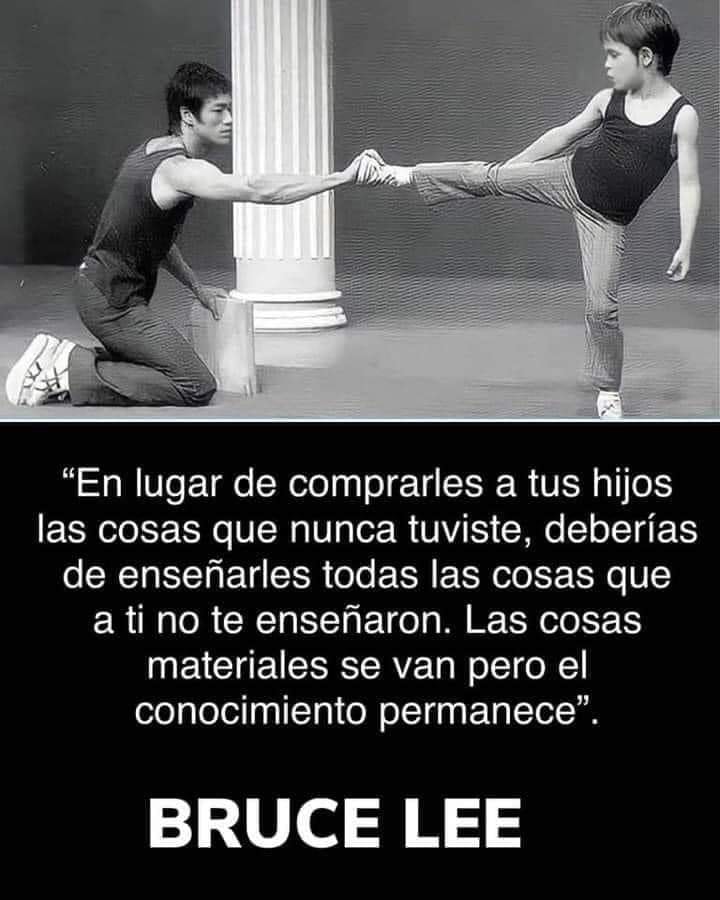 “En lugar de comprarles a tus hijos
las cosas que nunca tuviste, deberías
de enseñarles todas las cosas que
a ti no te enseñaron. Las cosas
materiales se van pero el
conocimiento permanece”.
BRUCE LEE